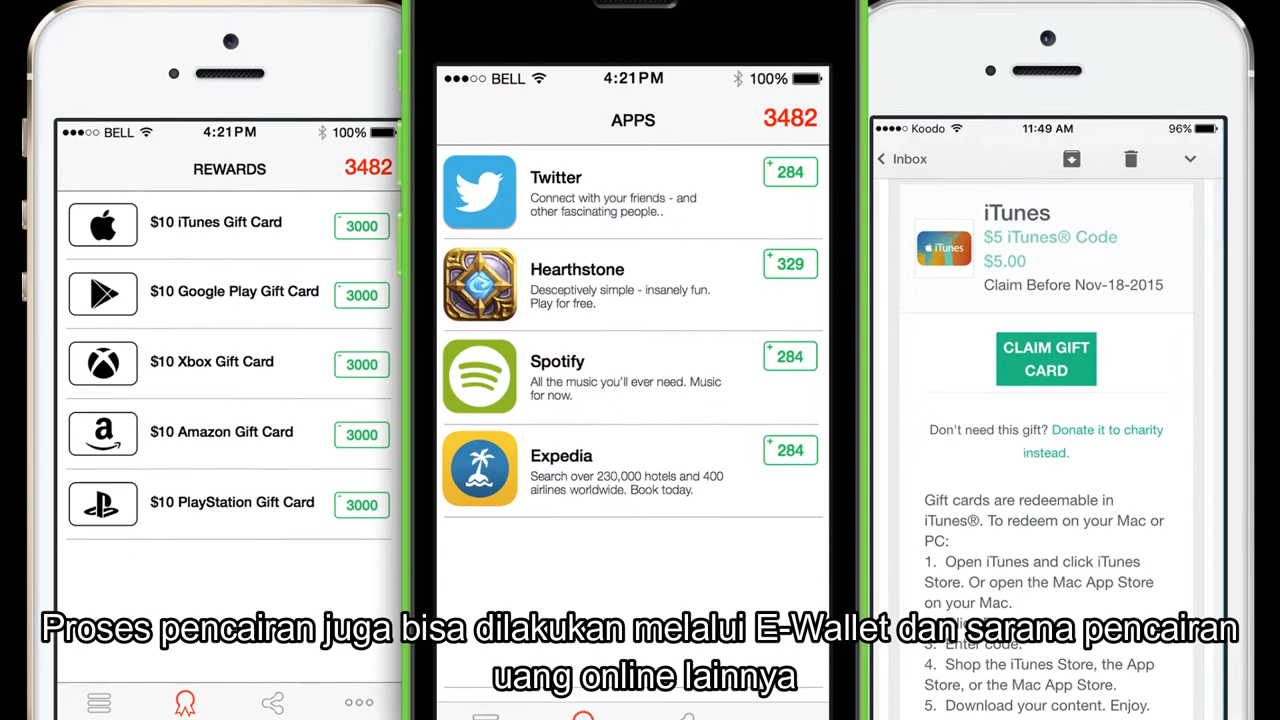 BELL 4:21PM 100%
REWARDS 3482
$10 iTunes Gift Card - 3000
$10 Google Play Gift Card - 3000
$10 Xbox Gift Card - 3000
$10 Amazon Gift Card - 3000
$10 PlayStation Gift Card - 3000
BELL 4:21PM 100%
APPS 3482
Twitter + 284
Connect with your friends - and
other fascinating people..
Hearthstone + 329
Desceptively simple - insanely fun.
Play for free.
Spotify + 284
All the music you'll ever need. Music
for now.
Expedia + 284
Search over 230,000 hotels and 400
airlines worldwide. Book today.
Koodo 11:49 AM 96%
Inbox
iTunes
iTunes
$5 iTunes® Code
$5.00
Claim Before Nov-18-2015
CLAIM GIFT
CARD
Don't need this gift? Donate it to charity
instead.
Gift cards are redeemable in
iTunes®. To redeem on your Mac or
PC:
1. Open iTunes and click iTunes
Store. Or open the Mac App Store
on your Mac.
3. Enter code.
4. Shop the iTunes Store, the App
Store, or the Mac App Store.
5. Download your content. Enjoy.
Proses pencairan juga bisa dilakukan melalui E-Wallet dan sarana pencairan
uang online lainnya